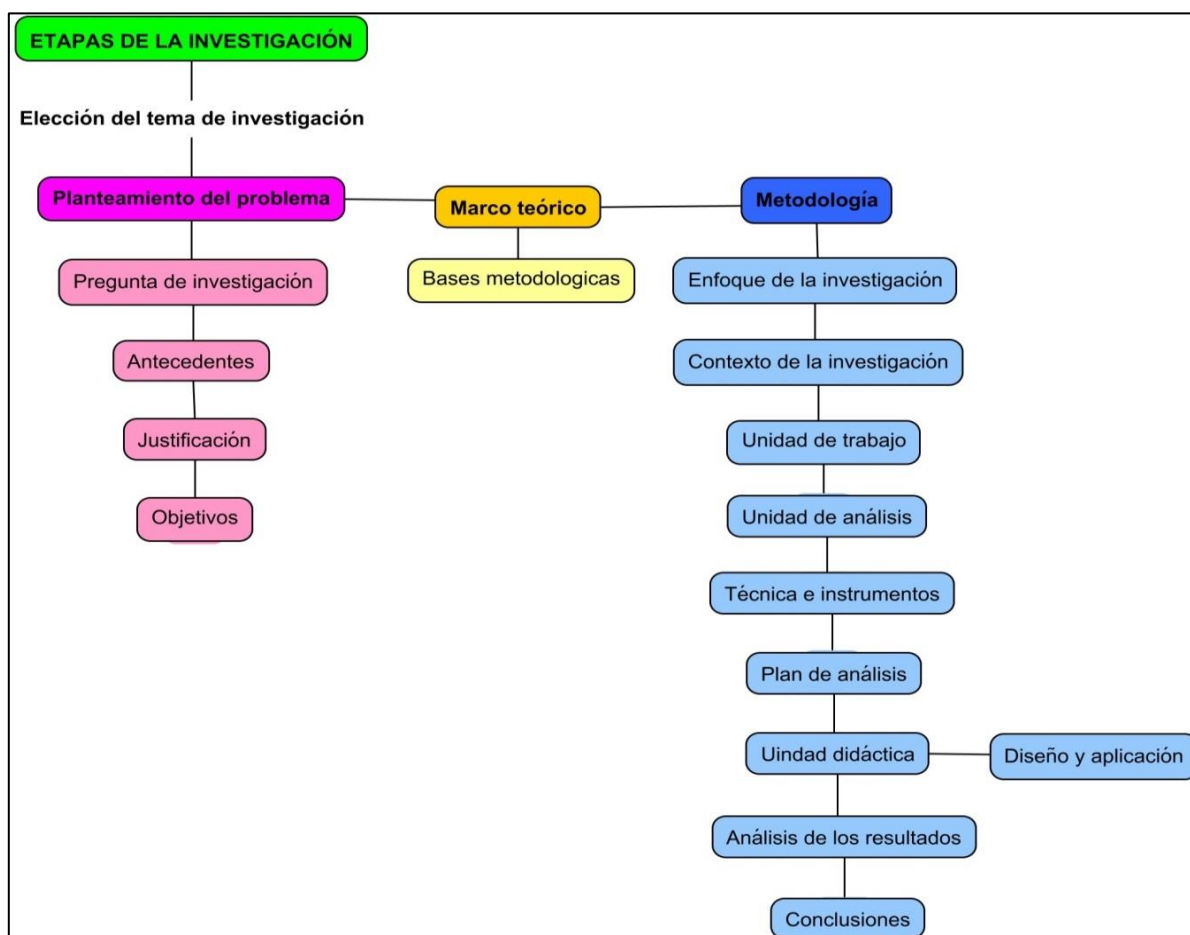 ETAPAS DE LA INVESTIGACIÓN
Elección del tema de investigación
Planteamiento del problema
Marco teórico
Metodología
Pregunta de investigación
Antecedentes
Justificación
Objetivos
Bases metodologicas
Enfoque de la investigación
Contexto de la investigación
Unidad de trabajo
Unidad de análisis
Técnica e instrumentos
Plan de análisis
Uindad didáctica
Diseño y aplicación
Análisis de los resultados
Conclusiones